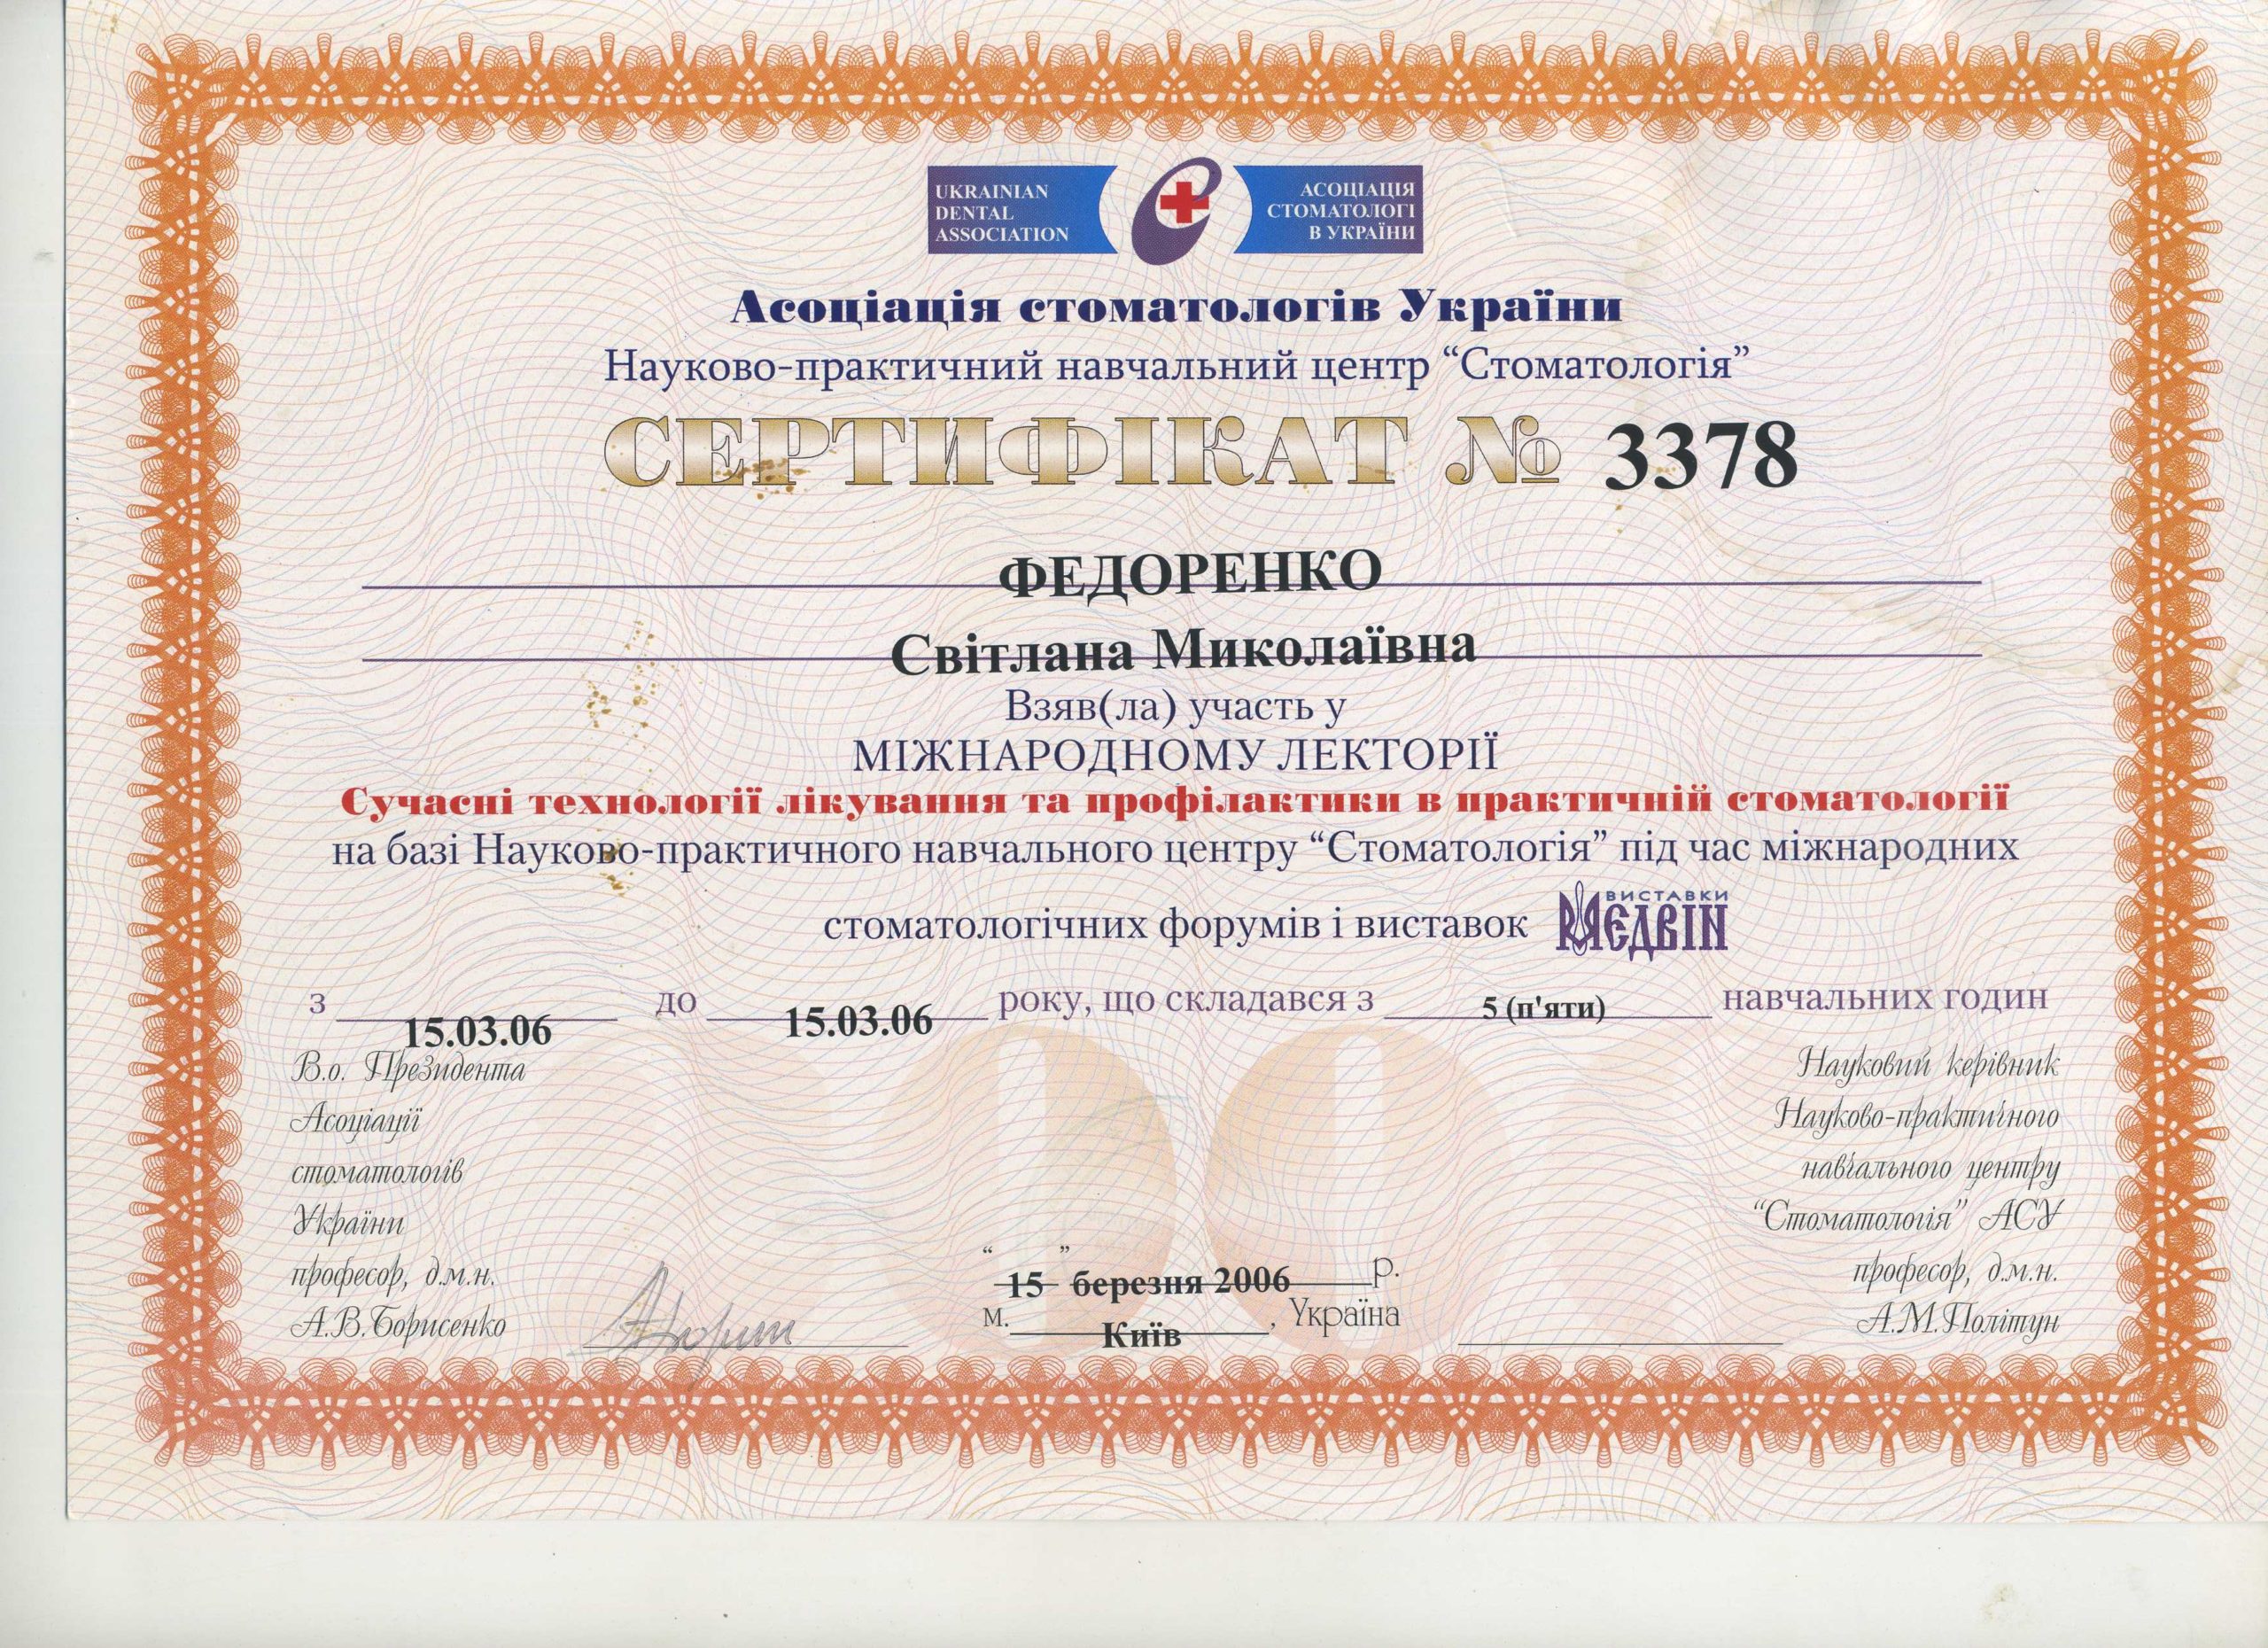 UKRAINIAN
DENTAL
ASSOCIATION
АСОЦІАЦІЯ
СТОМАТОЛОГІ
В УКРАЇНИ
Асоціація стоматологів України
Науково-практичний навчальний центр “Стоматологія”
СЕРТИФІКАТ № 3378
ФЕДОРЕНКО
Світлана Миколаївна
Взяв(ла) участь у
МІЖНАРОДНОМУ ЛЕКТОРІЇ
Сучасні технології лікування та профілактики в практичній стоматології
на базі Науково-практичного навчального центру “Стоматологія” під час міжнародних
стоматологічних форумів і виставок ВИСТАВКИ МЕДВІН
з 15.03.06 до 15.03.06 року, що складався з 5 (п'яти) навчальних годин
В.о. Президента
Асоціації
стоматологів
України
професор, д.м.н.
А.В.Борисенко
“ 15 ” березня 2006 р.
м. Київ, Україна
Науковий керівник
Науково-практичного
навчального центру
“Стоматологія” АСУ
професор, д.м.н.
А.М.Політун